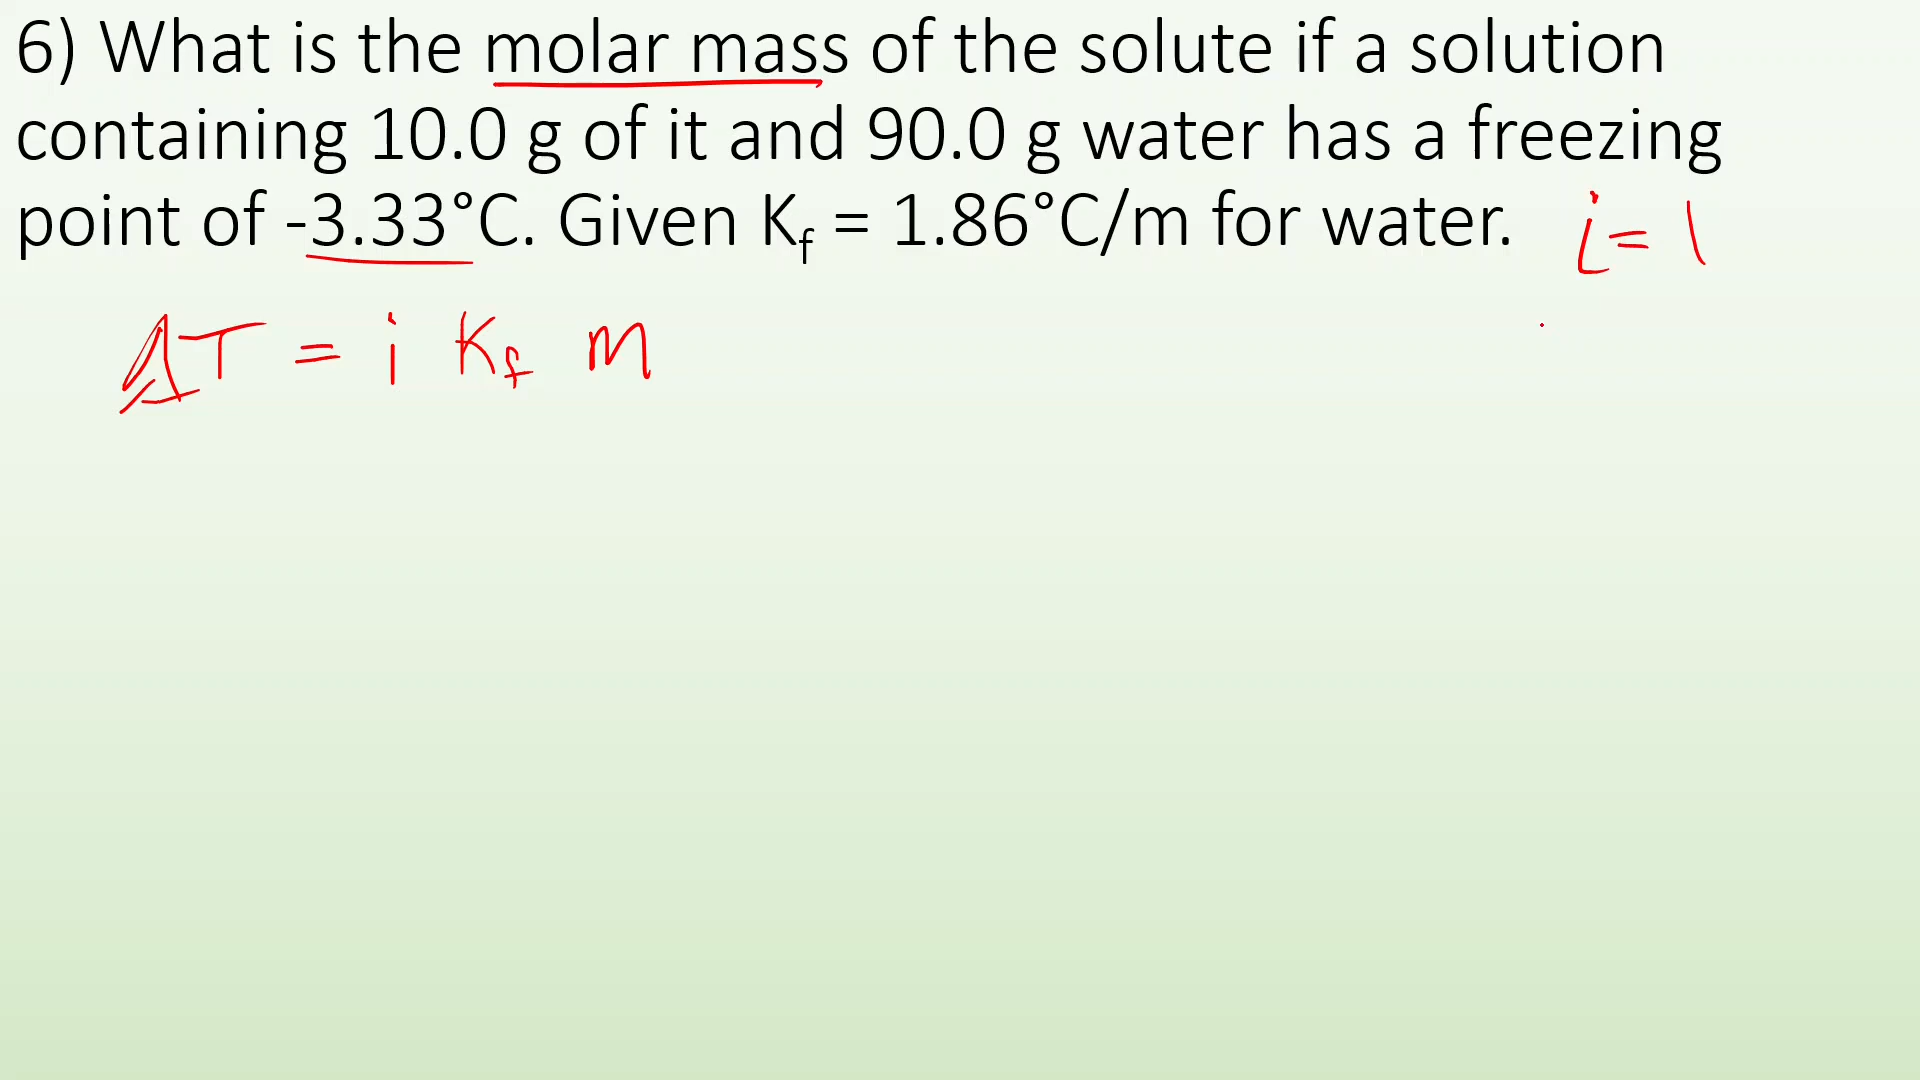 6) What is the molar mass of the solute if a solution
containing 10.0 g of it and 90.0 g water has a freezing
point of -3.33°C. Given Kf = 1.86°C/m for water. i = 1
ΔT = i Kf m